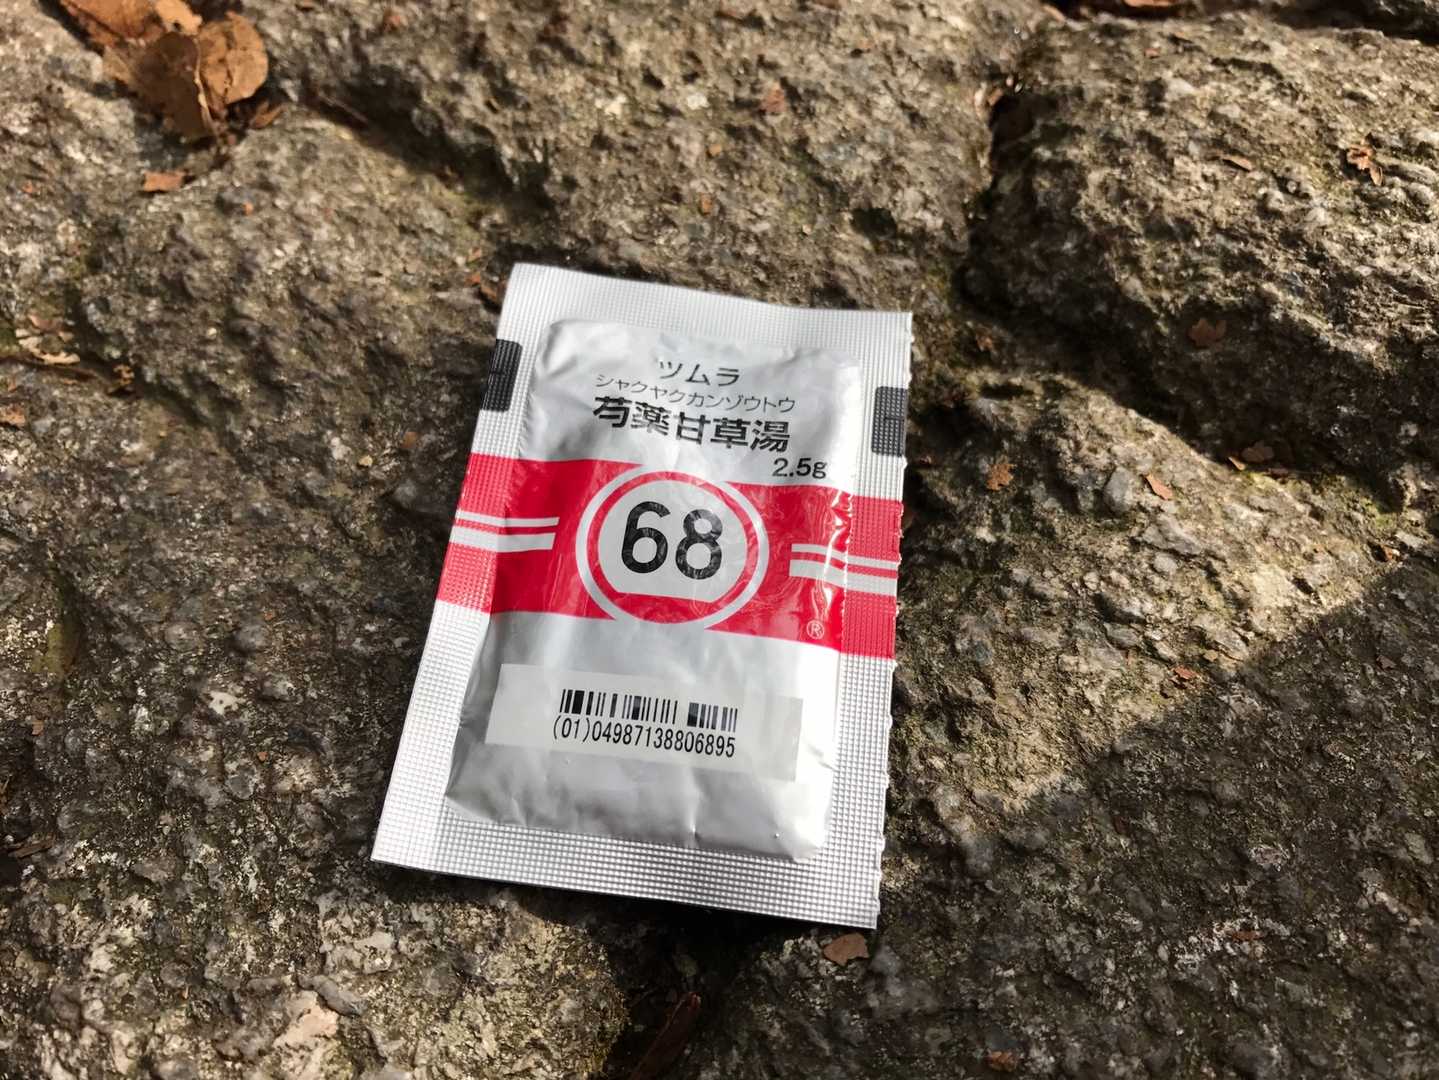 ツムラ
シャクヤクカンゾウトウ
芍薬甘草湯
2.5g
68
®
(01)04987138806895